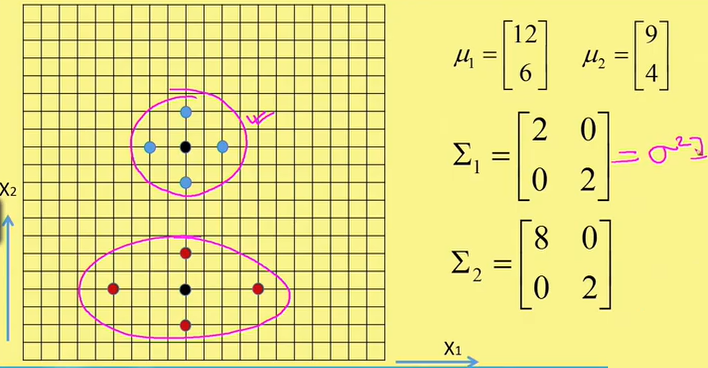 μ₁ = [12 6] μ₂ = [9 4]
Σ₁ = [2 0 0 2] = σ²I
Σ₂ = [8 0 0 2]
X₂
X₁